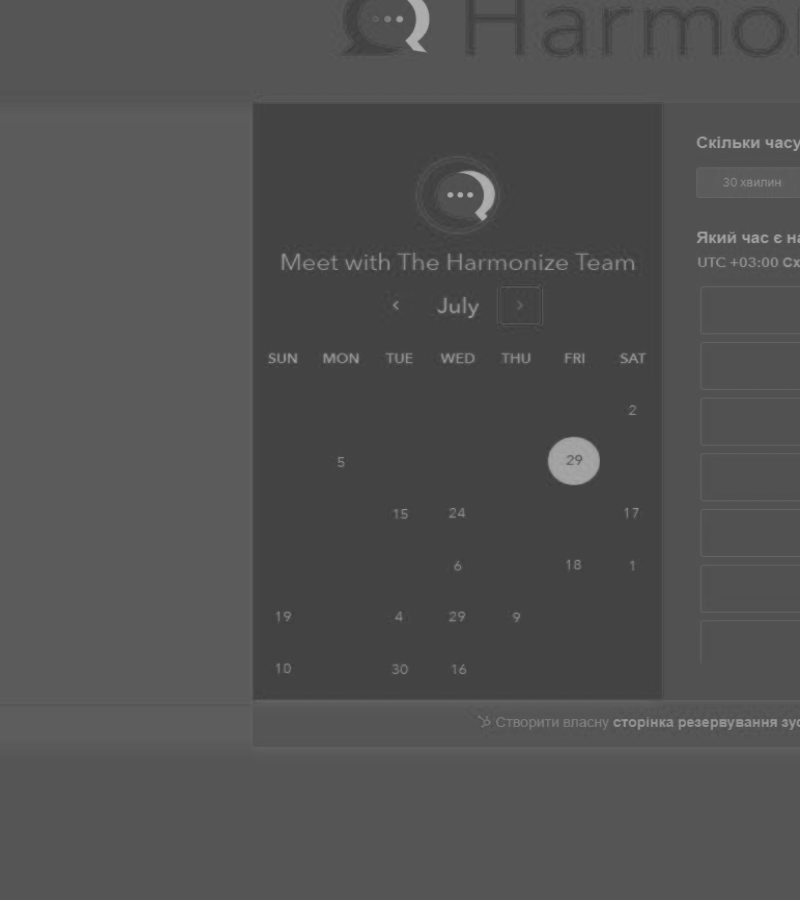 Harmo
Meet with The Harmonize Team
July
SUN MON TUE WED THU FRI SAT
2
5 29
15 24 17
6 18 1
19 4 29 9
10 30 16
Скільки часу
30 хвилин
Який час є на
UTC +03:00 Сх
Створити власну сторінка резервування зус